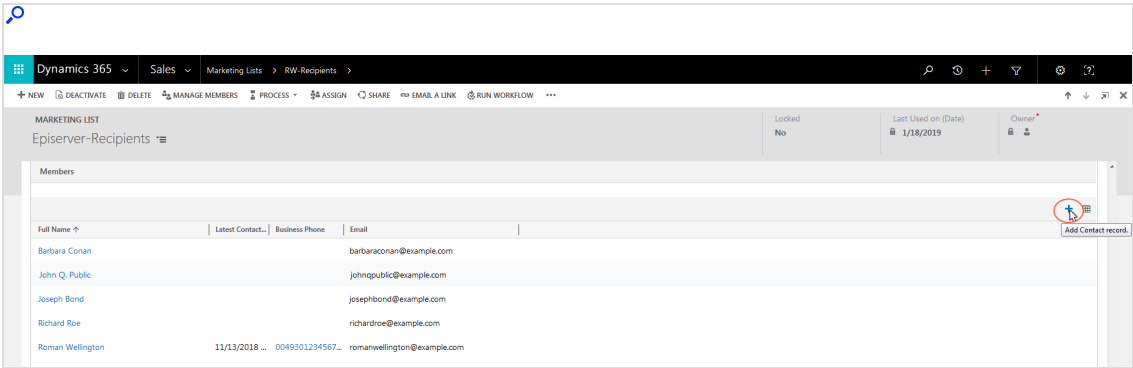 Dynamics 365 Sales Marketing Lists > RW-Recipients >
NEW DEACTIVATE DELETE MANAGE MEMBERS PROCESS ASSIGN SHARE EMAIL A LINK RUN WORKFLOW ...
MARKETING LIST
Episerver-Recipients
Locked
No
Last Used on (Date)
1/18/2019
Owner*
Members
Add Contact record.
Full Name Latest Contact... Business Phone Email
Barbara Conan barbaraconan@example.com
John Q. Public johnqpublic@example.com
Joseph Bond josephbond@example.com
Richard Roe richardroe@example.com
Roman Wellington 11/13/2018 ... 0049301234567... romanwellington@example.com